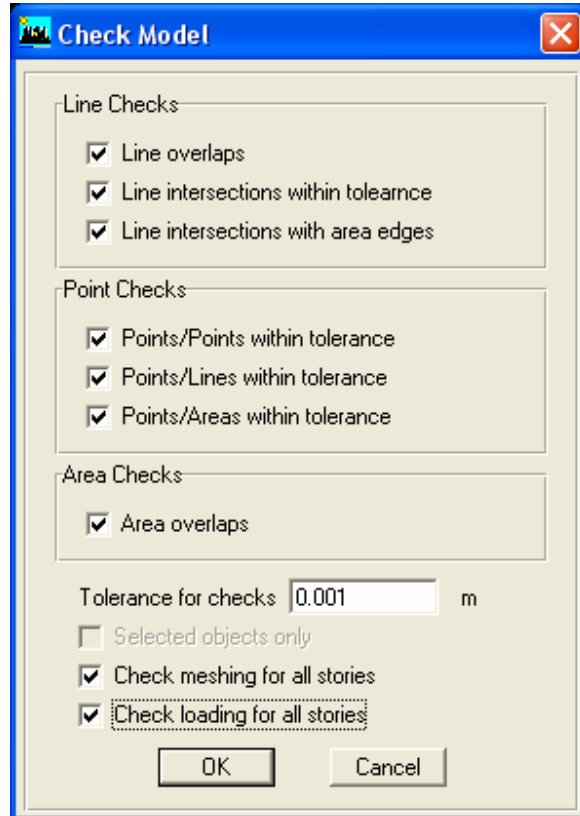 Check Model
Line Checks
Line overlaps
Line intersections within tolearnce
Line intersections with area edges
Point Checks
Points/Points within tolerance
Points/Lines within tolerance
Points/Areas within tolerance
Area Checks
Area overlaps
Tolerance for checks 0.001 m
Selected objects only
Check meshing for all stories
Check loading for all stories
OK Cancel